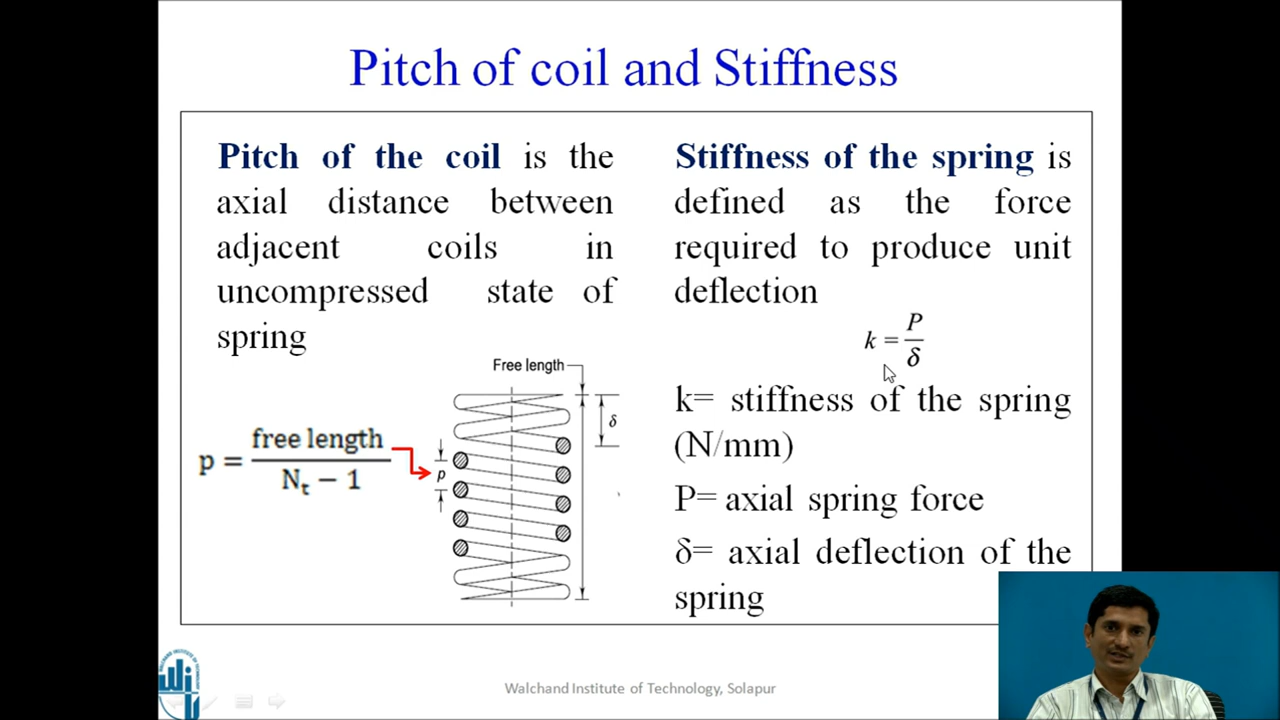 Pitch of coil and Stiffness
Pitch of the coil is the
axial distance between
adjacent coils in
uncompressed state of
spring
p = free length / Nt − 1
Free length
δ
p
Stiffness of the spring is
defined as the force
required to produce unit
deflection
k = P / δ
k= stiffness of the spring
(N/mm)
P= axial spring force
δ= axial deflection of the
spring
Walchand Institute of Technology, Solapur